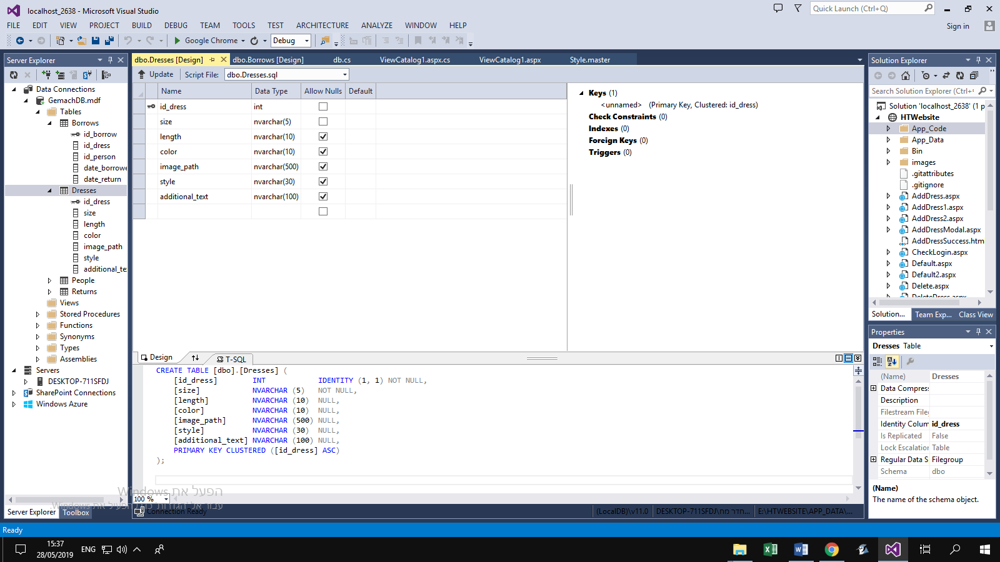 localhost_2638 - Microsoft Visual Studio
Quick Launch (Ctrl+Q)
FILE EDIT VIEW PROJECT BUILD DEBUG TEAM TOOLS TEST ARCHITECTURE ANALYZE WINDOW HELP
Sign in
Google Chrome
Debug
Server Explorer
Data Connections
GemachDB.mdf
Tables
Borrows
id_borrow
id_dress
id_person
date_borrowe
date_return
Dresses
id_dress
size
length
color
image_path
style
additional_te
People
Returns
Views
Stored Procedures
Functions
Synonyms
Types
Assemblies
Servers
DESKTOP-711SFDJ
SharePoint Connections
Windows Azure
Server Explorer Toolbox
dbo.Dresses [Design] dbo.Borrows [Design] db.cs ViewCatalog1.aspx.cs ViewCatalog1.aspx Style.master
Update Script File: dbo.Dresses.sql
Name Data Type Allow Nulls Default
id_dress int
size nvarchar(5)
length nvarchar(10)
color nvarchar(10)
image_path nvarchar(500)
style nvarchar(30)
additional_text nvarchar(100)
Keys (1)
<unnamed> (Primary Key, Clustered: id_dress)
Check Constraints (0)
Indexes (0)
Foreign Keys (0)
Triggers (0)
Design T-SQL
CREATE TABLE [dbo].[Dresses] (
[id_dress] INT IDENTITY (1, 1) NOT NULL,
[size] NVARCHAR (5) NOT NULL,
[length] NVARCHAR (10) NULL,
[color] NVARCHAR (10) NULL,
[image_path] NVARCHAR (500) NULL,
[style] NVARCHAR (30) NULL,
[additional_text] NVARCHAR (100) NULL,
PRIMARY KEY CLUSTERED ([id_dress] ASC)
);
הפעל את Windows
100 %
Connection Ready
(LocalDB)\v11.0
E:\HTWEBSITE\APP_DATA\...
Solution Explorer
Search Solution Explorer (Ctrl+
Solution 'localhost_2638' (1 p
HTWebsite
App_Code
App_Data
Bin
images
.gitattributes
.gitignore
AddDress.aspx
AddDress1.aspx
AddDress2.aspx
AddDressModal.aspx
AddDressSuccess.htm
CheckLogin.aspx
Default.aspx
Default2.aspx
Delete.aspx
DeleteDress.aspx
Solution... Team Exp... Class View
Properties
Dresses Table
(Name) Dresses
Data Compress
Description
Filestream File
Identity Colum id_dress
Is Replicated False
Lock Escalation Table
Regular Data S Filegroup
Schema dbo
(Name)
The name of the schema object.
Ready
15:37
28/05/2019
ENG